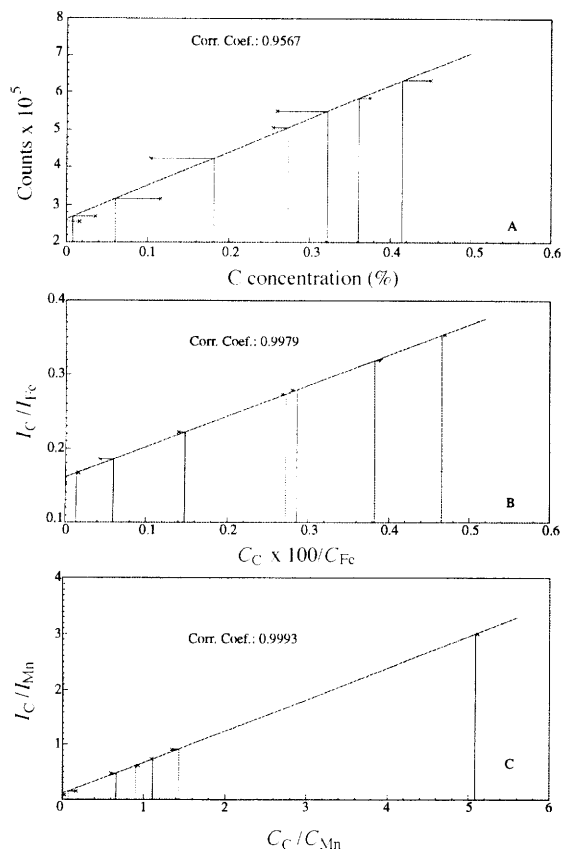 8
7
6
5
4
3
2
Counts x 10^5
Corr. Coef.: 0.9567
A
0 0.1 0.2 0.3 0.4 0.5 0.6
C concentration (%)
0.4
0.3
0.2
0.1
I_C/I_Fe
Corr. Coef.: 0.9979
B
0 0.1 0.2 0.3 0.4 0.5 0.6
C_C x 100/C_Fe
4
3
2
1
I_C/I_Mn
Corr. Coef.: 0.9993
C
0 1 2 3 4 5 6
C_C/C_Mn